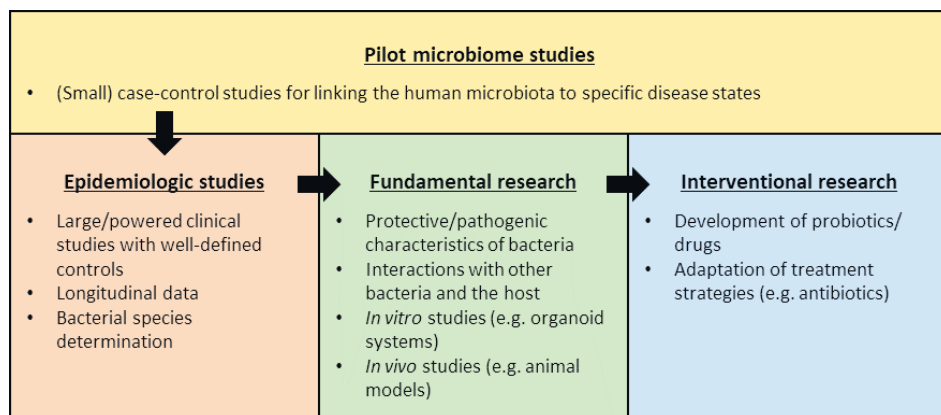 Pilot microbiome studies
• (Small) case-control studies for linking the human microbiota to specific disease states
Epidemiologic studies
• Large/powered clinical
studies with well-defined
controls
• Longitudinal data
• Bacterial species
determination
Fundamental research
• Protective/pathogenic
characteristics of bacteria
• Interactions with other
bacteria and the host
• In vitro studies (e.g. organoid
systems)
• In vivo studies (e.g. animal
models)
Interventional research
• Development of probiotics/
drugs
• Adaptation of treatment
strategies (e.g. antibiotics)